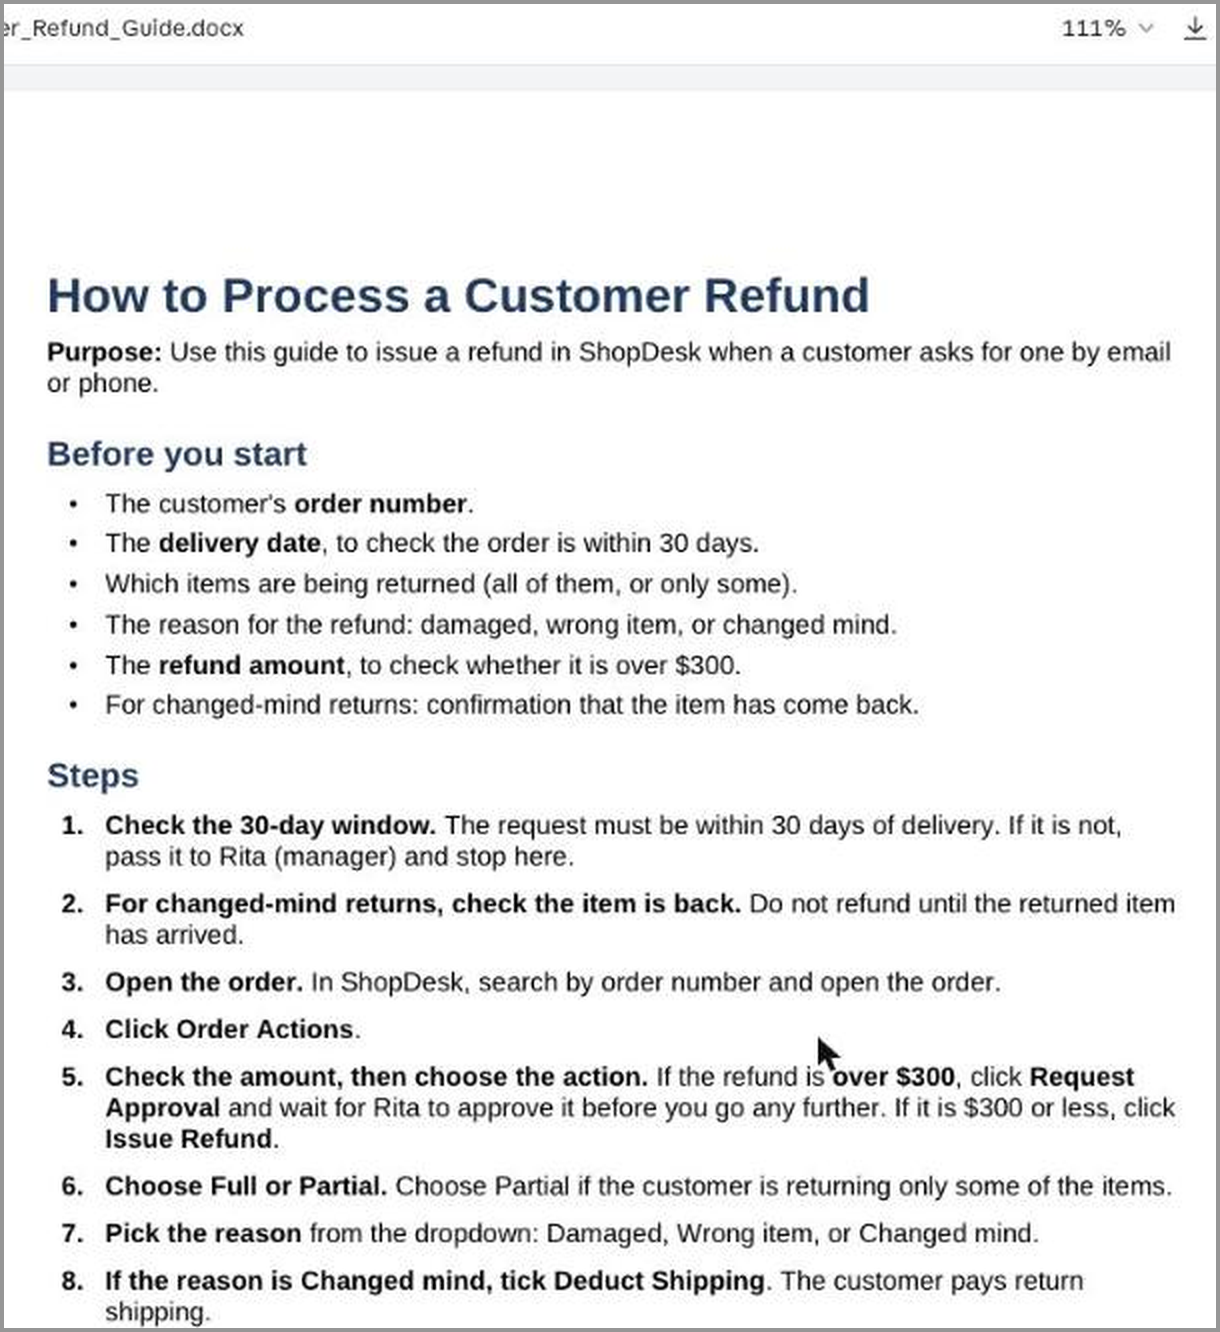 er_Refund_Guide.docx
111%
How to Process a Customer Refund
Purpose: Use this guide to issue a refund in ShopDesk when a customer asks for one by email
or phone.
Before you start
• The customer's order number.
• The delivery date, to check the order is within 30 days.
• Which items are being returned (all of them, or only some).
• The reason for the refund: damaged, wrong item, or changed mind.
• The refund amount, to check whether it is over $300.
• For changed-mind returns: confirmation that the item has come back.
Steps
1. Check the 30-day window. The request must be within 30 days of delivery. If it is not,
pass it to Rita (manager) and stop here.
2. For changed-mind returns, check the item is back. Do not refund until the returned item
has arrived.
3. Open the order. In ShopDesk, search by order number and open the order.
4. Click Order Actions.
5. Check the amount, then choose the action. If the refund is over $300, click Request
Approval and wait for Rita to approve it before you go any further. If it is $300 or less, click
Issue Refund.
6. Choose Full or Partial. Choose Partial if the customer is returning only some of the items.
7. Pick the reason from the dropdown: Damaged, Wrong item, or Changed mind.
8. If the reason is Changed mind, tick Deduct Shipping. The customer pays return
shipping.